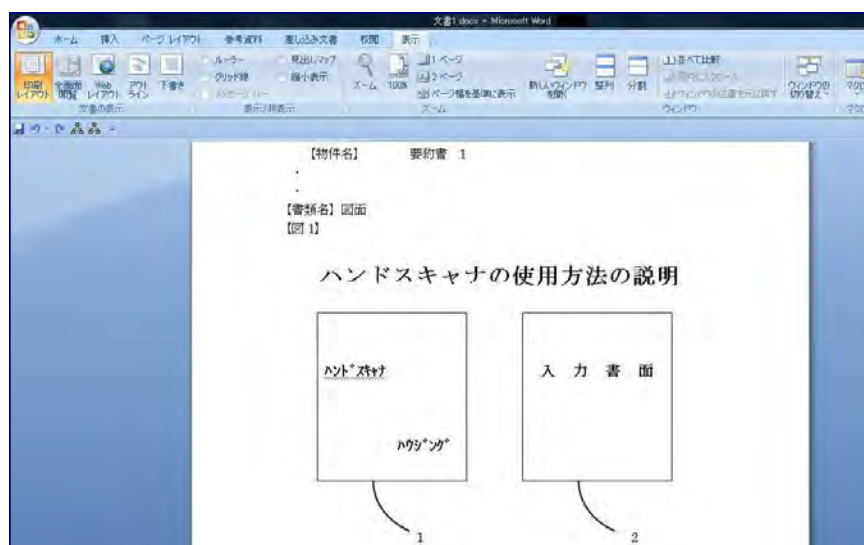 文書1.docx - Microsoft Word
ホーム 挿入 ページ レイアウト 参考資料 差し込み文書 校閲 表示
印刷レイアウト 全画面閲覧 Web レイアウト アウトライン 下書き
ルーラー
グリッド線
見出しマップ
縮小表示
ズーム 100%
1 ページ
2 ページ
ページ幅を基準に表示
新しいウィンドウを開く 整列 分割
並べて比較
ウィンドウの切り替え
文書の表示 表示/非表示 ズーム ウィンドウ
【物件名】 要約書 1
・
・
【書類名】図面
【図1】
ハンドスキャナの使用方法の説明
ﾊﾝﾄﾞｽｷｬﾅ
ﾊｳｼﾞﾝｸﾞ
入 力 書 面
1 2